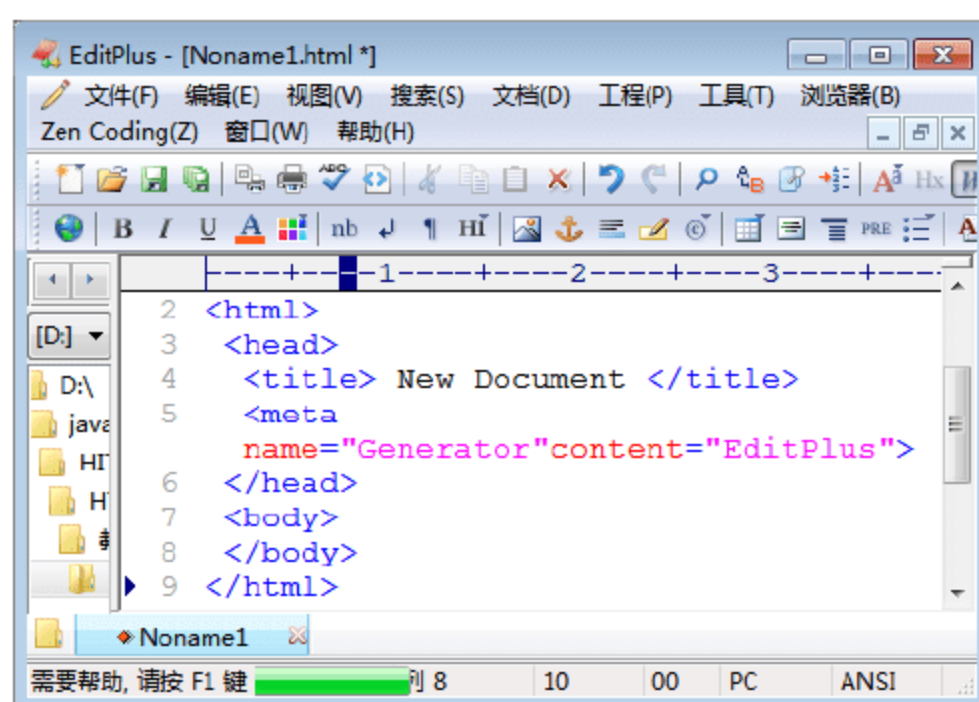 EditPlus - [Noname1.html *]
文件(F) 编辑(E) 视图(V) 搜索(S) 文档(D) 工程(P) 工具(T) 浏览器(B)
Zen Coding(Z) 窗口(W) 帮助(H)
B I U A nb ¶ HI PRE
----+----1----+----2----+----3----+----
[D:]
D:\
java
HT
H
2 <html>
3 <head>
4 <title> New Document </title>
5 <meta
name="Generator"content="EditPlus">
6 </head>
7 <body>
8 </body>
9 </html>
Noname1
需要帮助, 请按 F1 键 列 8 10 00 PC ANSI